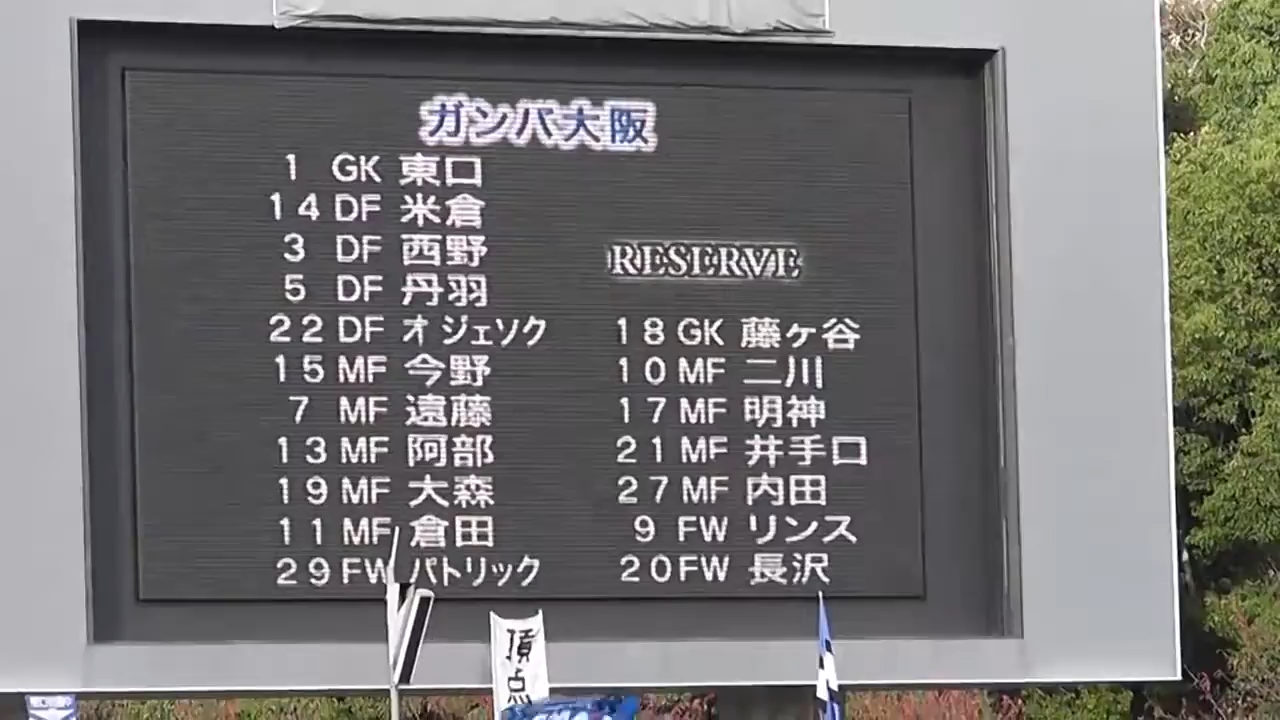 ガンバ大阪
1 GK 東口
14 DF 米倉
3 DF 西野
5 DF 丹羽
22 DF オ ジェソク
15 MF 今野
7 MF 遠藤
13 MF 阿部
19 MF 大森
11 MF 倉田
29 FW パトリック
RESERVE
18 GK 藤ヶ谷
10 MF 二川
17 MF 明神
21 MF 井手口
27 MF 内田
9 FW リンス
20 FW 長沢
頂点